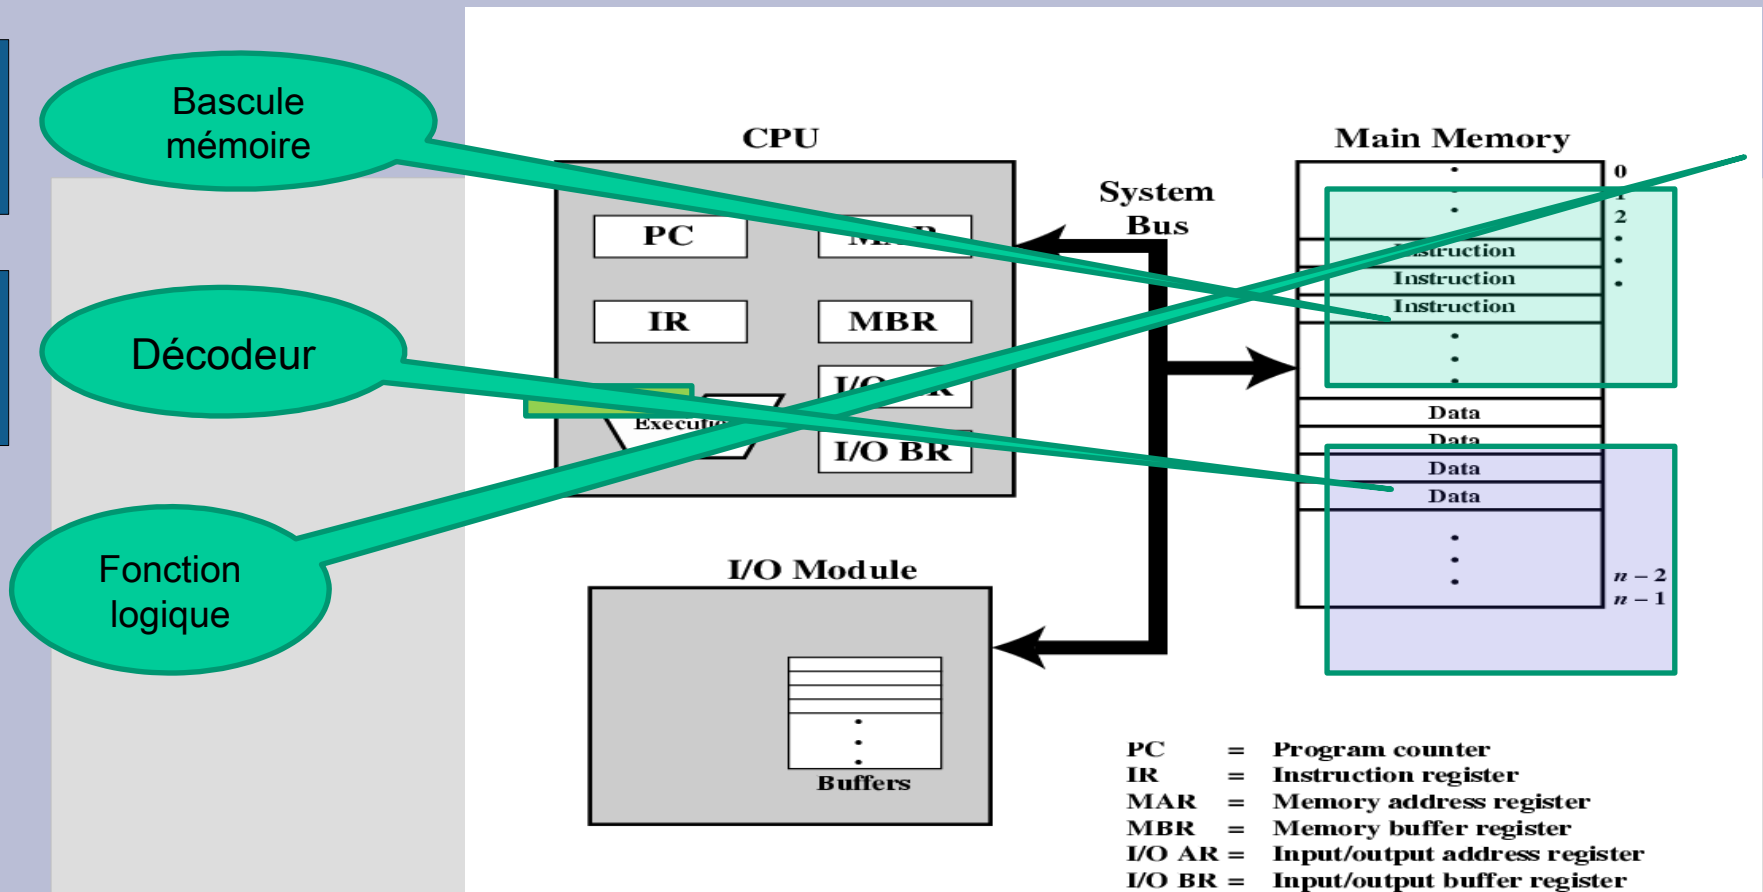 Bascule
mémoire
Décodeur
Fonction
logique
CPU
PC
IR
MBR
I/O BR
System
Bus
Main Memory
0
2
Instruction
Instruction
Data
Data
Data
Data
n – 2
n – 1
I/O Module
Buffers
PC = Program counter
IR = Instruction register
MAR = Memory address register
MBR = Memory buffer register
I/O AR = Input/output address register
I/O BR = Input/output buffer register